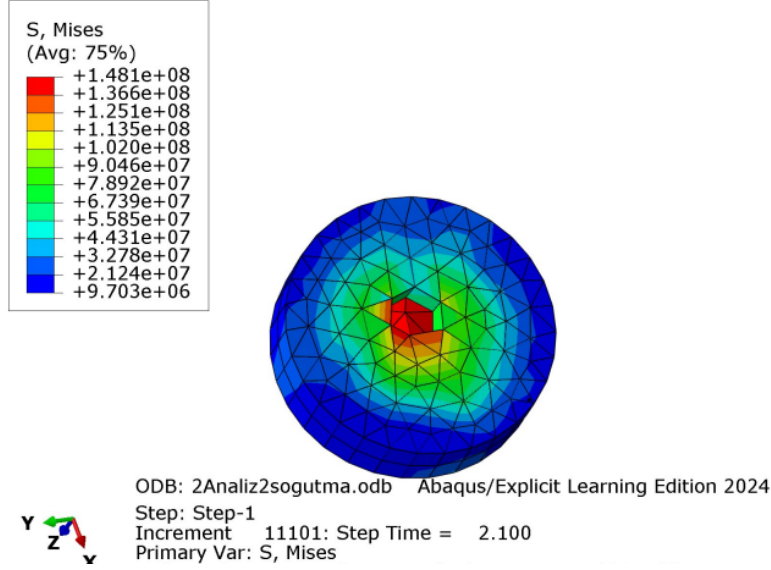 S, Mises
(Avg: 75%)
+1.481e+08
+1.366e+08
+1.251e+08
+1.135e+08
+1.020e+08
+9.046e+07
+7.892e+07
+6.739e+07
+5.585e+07
+4.431e+07
+3.278e+07
+2.124e+07
+9.703e+06
ODB: 2Analiz2sogutma.odb Abaqus/Explicit Learning Edition 2024
Step: Step-1
Increment 11101: Step Time = 2.100
Primary Var: S, Mises
Y
Z
X